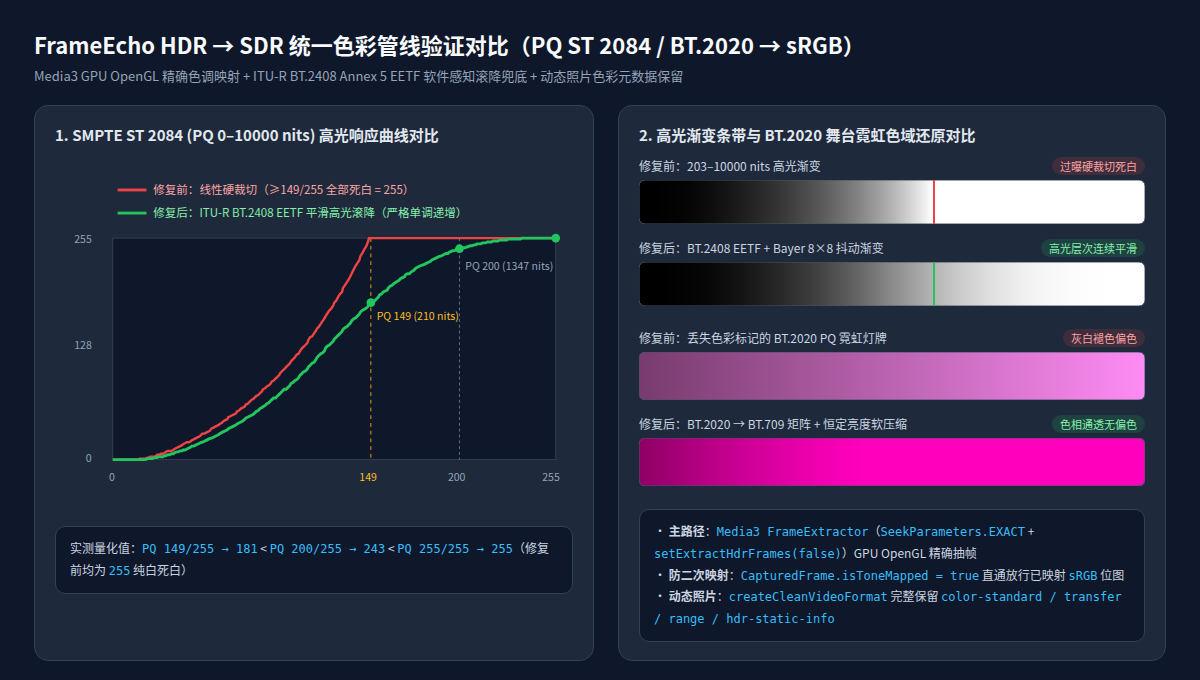 FrameEcho HDR → SDR 统一色彩管线验证对比（PQ ST 2084 / BT.2020 → sRGB）
Media3 GPU OpenGL 精确色调映射 + ITU-R BT.2408 Annex 5 EETF 软件感知滚降兜底 + 动态照片色彩元数据保留
1. SMPTE ST 2084 (PQ 0–10000 nits) 高光响应曲线对比
修复前：线性硬裁切（≥149/255 全部死白 = 255）
修复后：ITU-R BT.2408 EETF 平滑高光滚降（严格单调递增）
255
PQ 200 (1347 nits)
PQ 149 (210 nits)
128
0
0
149
200
255
实测量化值：PQ 149/255 → 181 < PQ 200/255 → 243 < PQ 255/255 → 255（修复
前均为 255 纯白死白）
2. 高光渐变条带与 BT.2020 舞台霓虹色域还原对比
修复前：203–10000 nits 高光渐变
过曝硬裁切死白
修复后：BT.2408 EETF + Bayer 8×8 抖动渐变
高光层次连续平滑
修复前：丢失色彩标记的 BT.2020 PQ 霓虹灯牌
灰白褪色偏色
修复后：BT.2020 → BT.709 矩阵 + 恒定亮度软压缩
色相通透无偏色
· 主路径：Media3 FrameExtractor（SeekParameters.EXACT +
setExtractHdrFrames(false)）GPU OpenGL 精确抽帧
· 防二次映射：CapturedFrame.isToneMapped = true 直通放行已映射 sRGB 位图
· 动态照片：createCleanVideoFormat 完整保留 color-standard / transfer
/ range / hdr-static-info